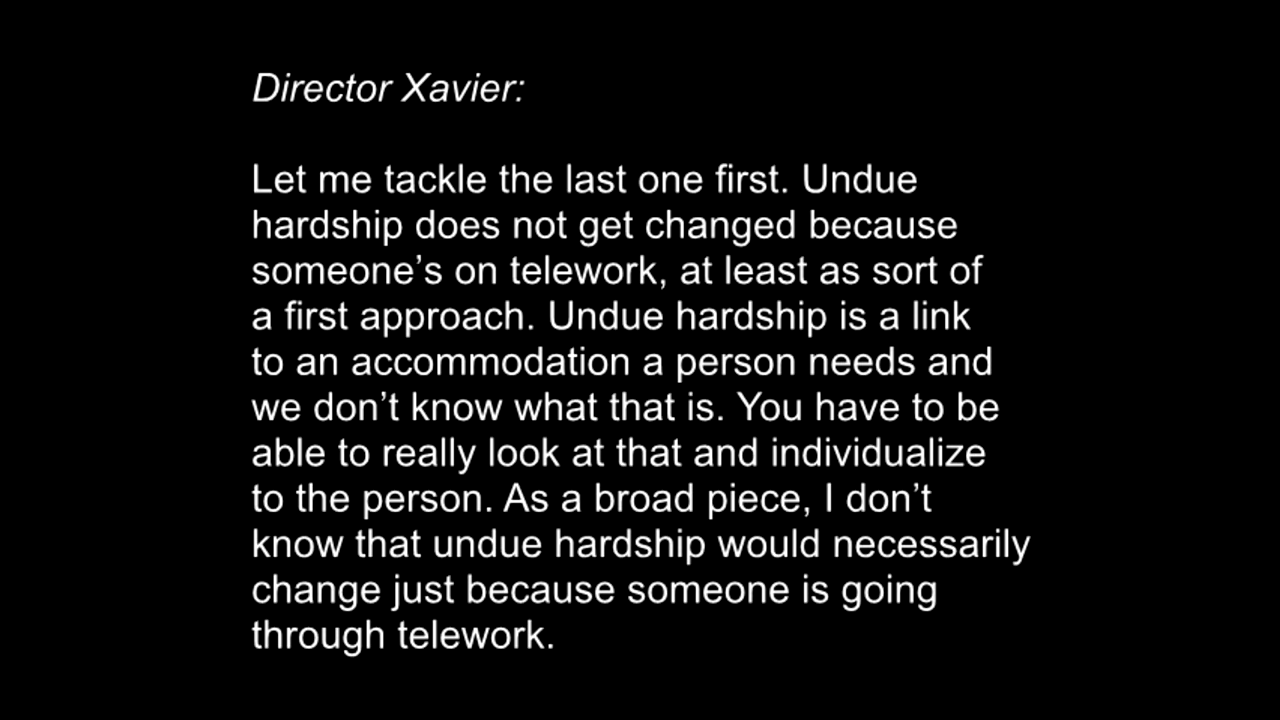 Director Xavier:
Let me tackle the last one first. Undue
hardship does not get changed because
someone’s on telework, at least as sort of
a first approach. Undue hardship is a link
to an accommodation a person needs and
we don’t know what that is. You have to be
able to really look at that and individualize
to the person. As a broad piece, I don’t
know that undue hardship would necessarily
change just because someone is going
through telework.